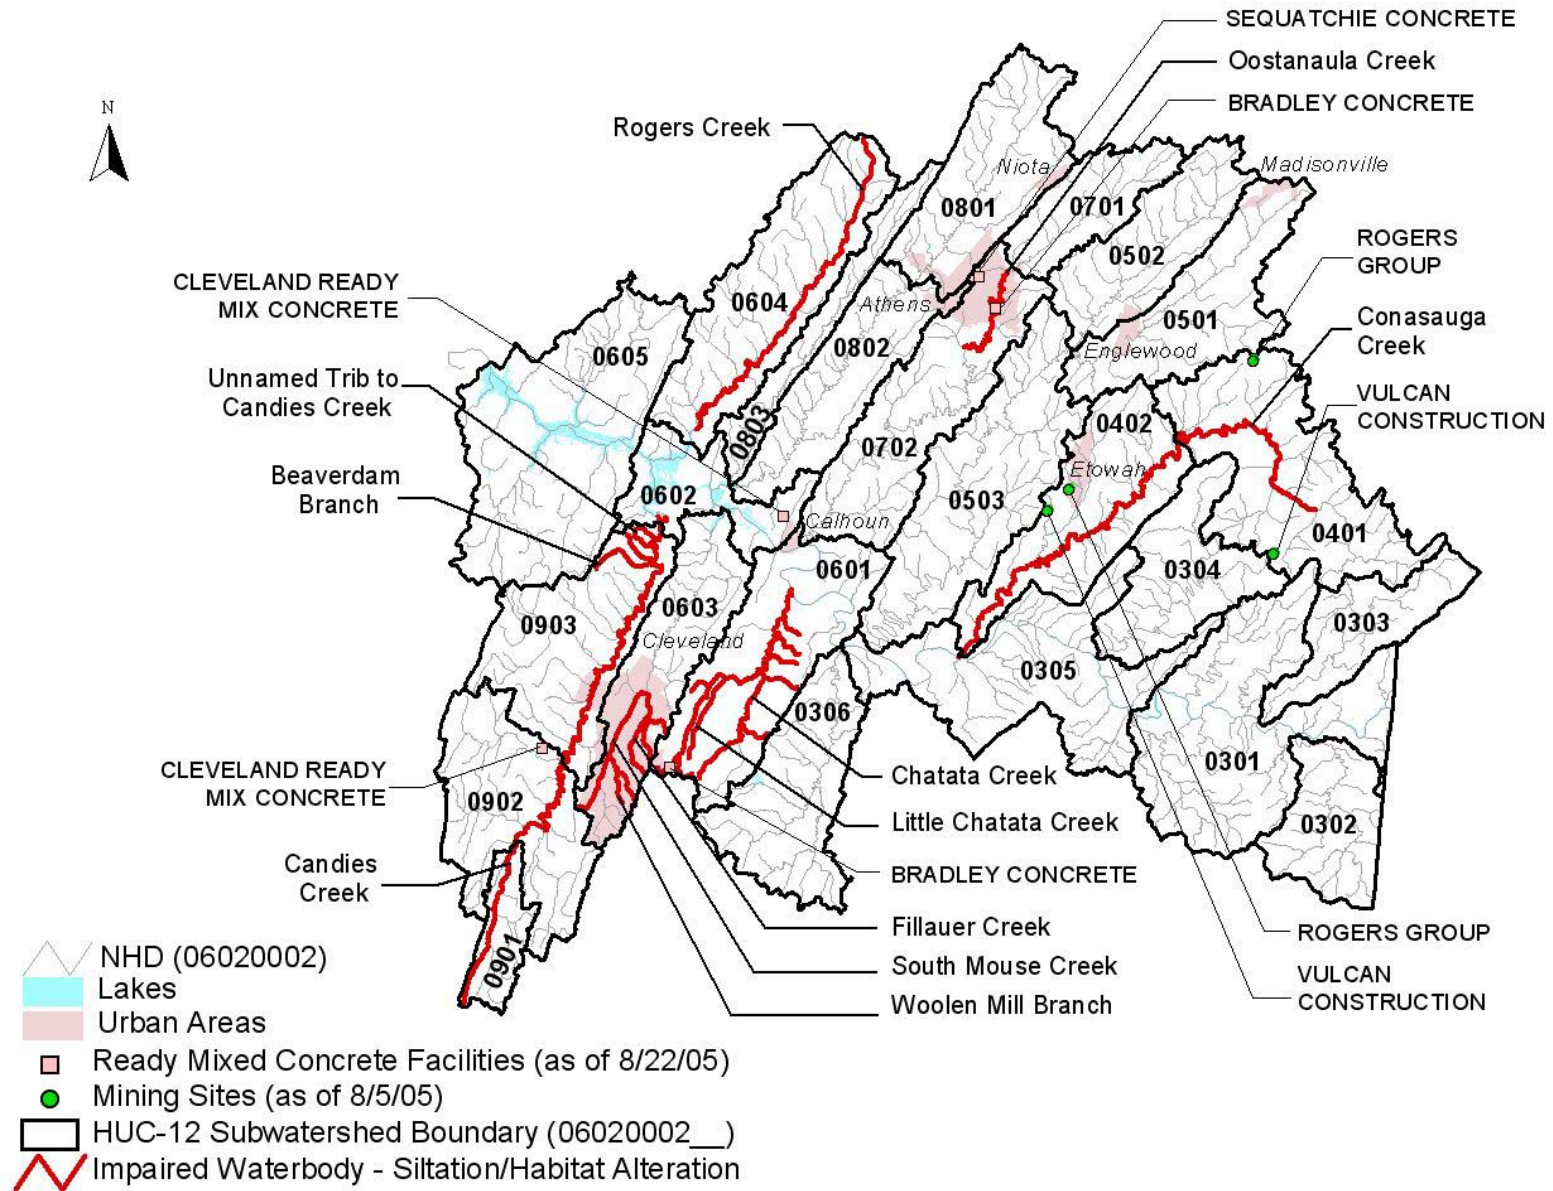 SEQUATCHIE CONCRETE
Oostanaula Creek
BRADLEY CONCRETE
N
Rogers Creek
Niota
Madisonville
0801
0701
ROGERS
GROUP
0502
CLEVELAND READY
MIX CONCRETE
0604
Athens
0501
Conasauga
Creek
0605
0802
Englewood
Unnamed Trib to
Candies Creek
VULCAN
CONSTRUCTION
0803
0402
0702
Etowah
Beaverdam
Branch
0602
0503
Calhoun
0401
0601
0304
0603
0903
0303
Cleveland
0305
0306
0301
CLEVELAND READY
MIX CONCRETE
Chatata Creek
0902
Little Chatata Creek
0302
Candies
Creek
BRADLEY CONCRETE
Fillauer Creek
ROGERS GROUP
0901
South Mouse Creek
VULCAN
CONSTRUCTION
Woolen Mill Branch
NHD (06020002)
Lakes
Urban Areas
Ready Mixed Concrete Facilities (as of 8/22/05)
Mining Sites (as of 8/5/05)
HUC-12 Subwatershed Boundary (06020002__)
Impaired Waterbody - Siltation/Habitat Alteration